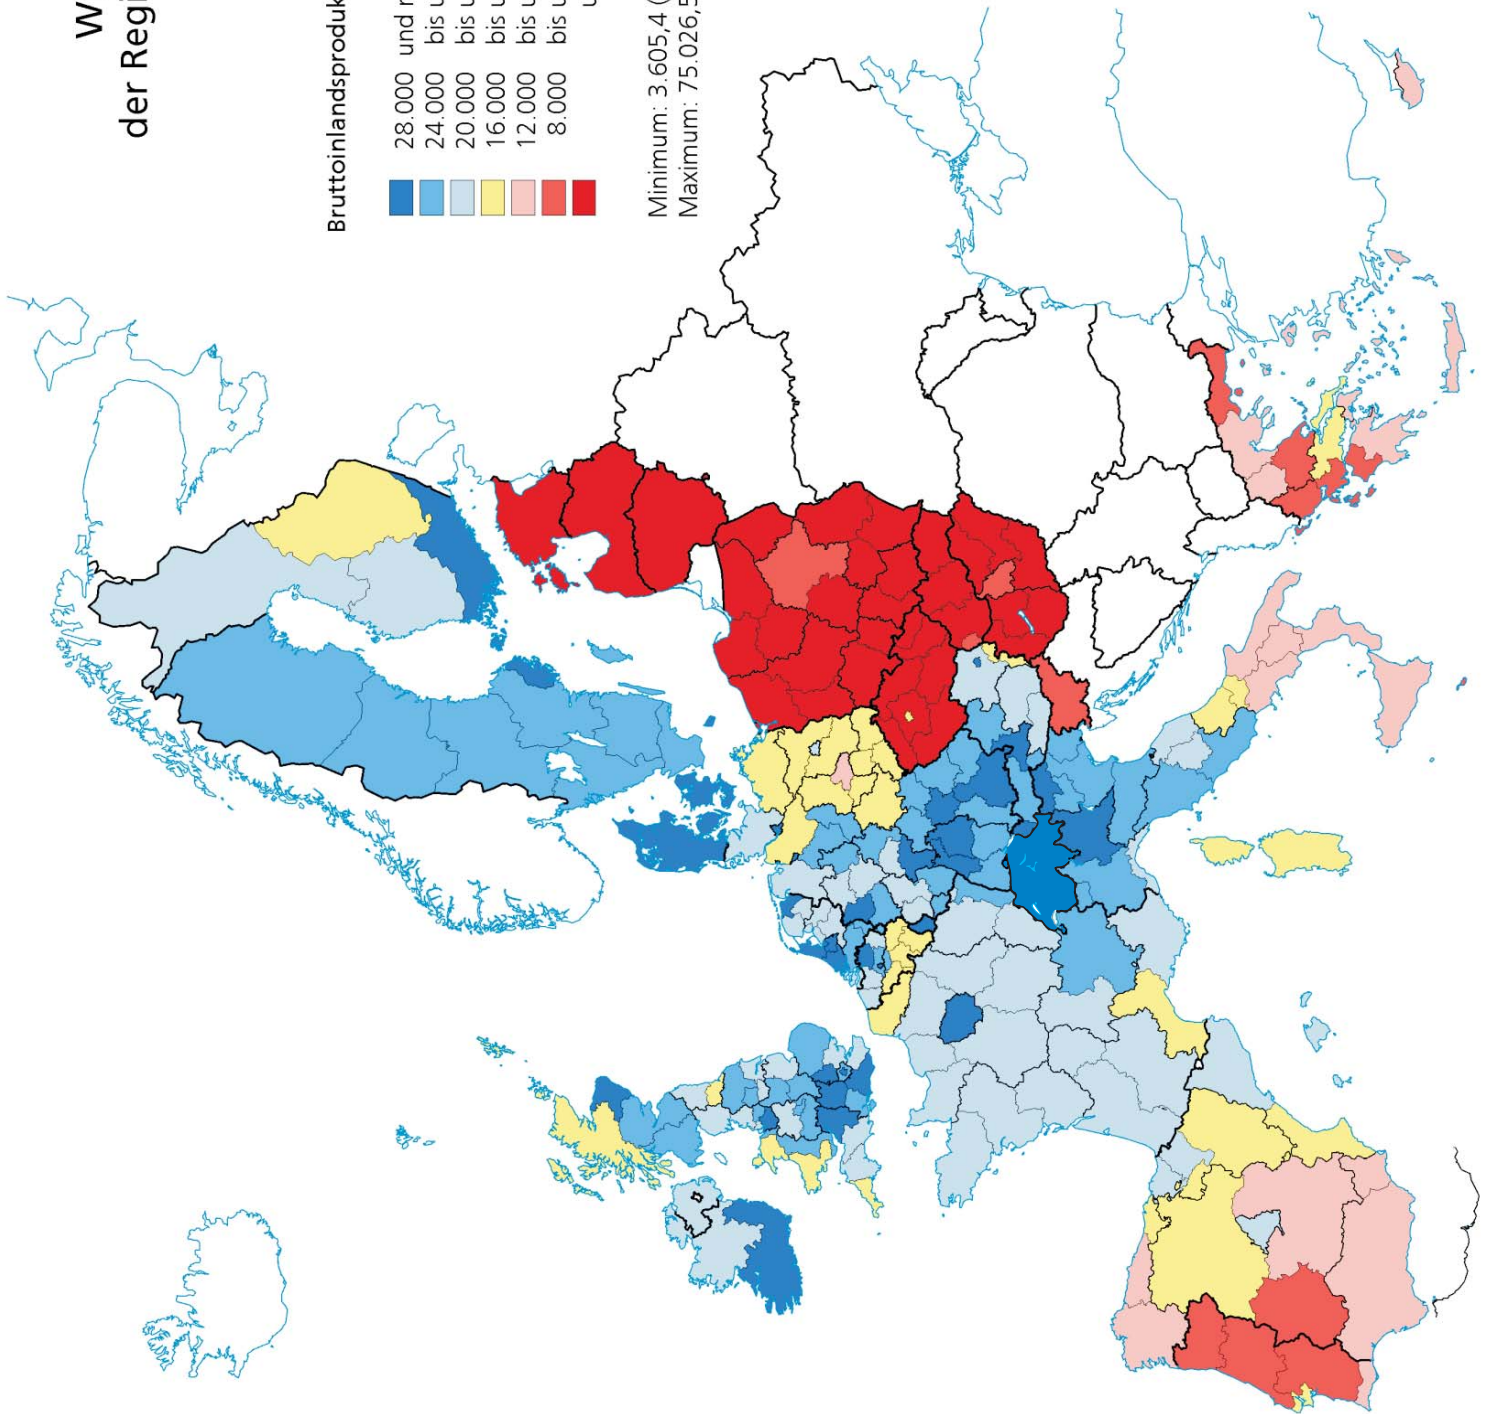 W
der Regi
Bruttoinlandsproduk
28.000 und
24.000 bis u
20.000 bis u
16.000 bis u
12.000 bis u
8.000 bis u
u
Minimum: 3.605,4 (
Maximum: 75.026,5